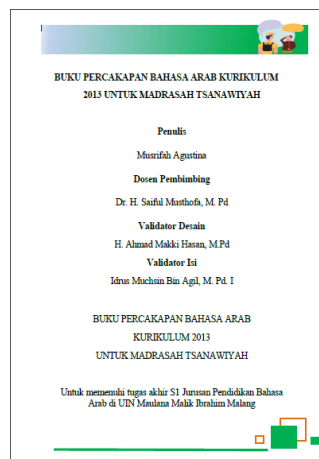 BUKU PERCAKAPAN BAHASA ARAB KURIKULUM
2013 UNTUK MADRASAH TSANAWIYAH
Penulis
Musrifah Agustina
Dosen Pembimbing
Dr. H. Saiful Musthofa, M. Pd
Validator Desain
H. Ahmad Makki Hasan, M.Pd
Validator Isi
Idrus Muchsin Bin Agil, M. Pd. I
BUKU PERCAKAPAN BAHASA ARAB
KURIKULUM 2013
UNTUK MADRASAH TSANAWIYAH
Untuk memenuhi tugas akhir S1 Jurusan Pendidikan Bahasa
Arab di UIN Maulana Malik Ibrahim Malang